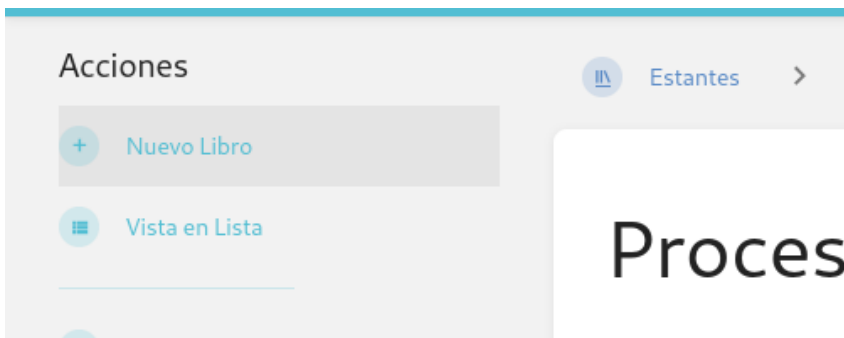 Acciones
Nuevo Libro
Vista en Lista
Estantes
Proces